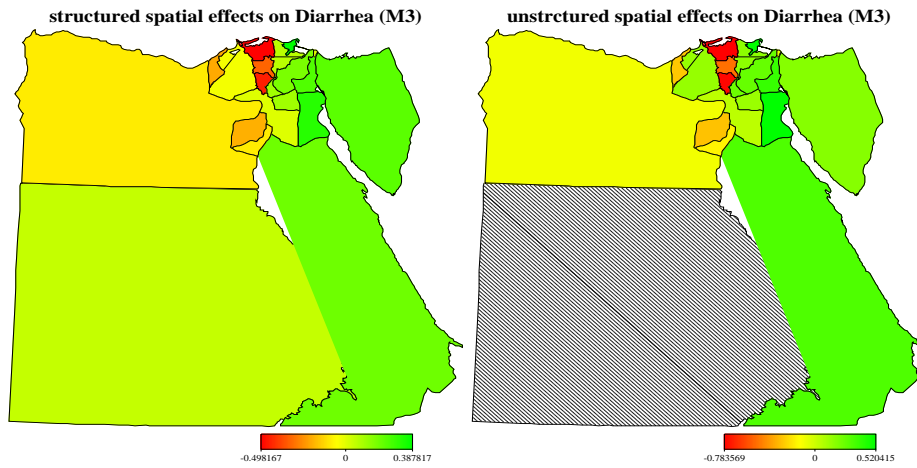 structured spatial effects on Diarrhea (M3)
unstrctured spatial effects on Diarrhea (M3)
-0.498167 0 0.387817
-0.783569 0 0.520415